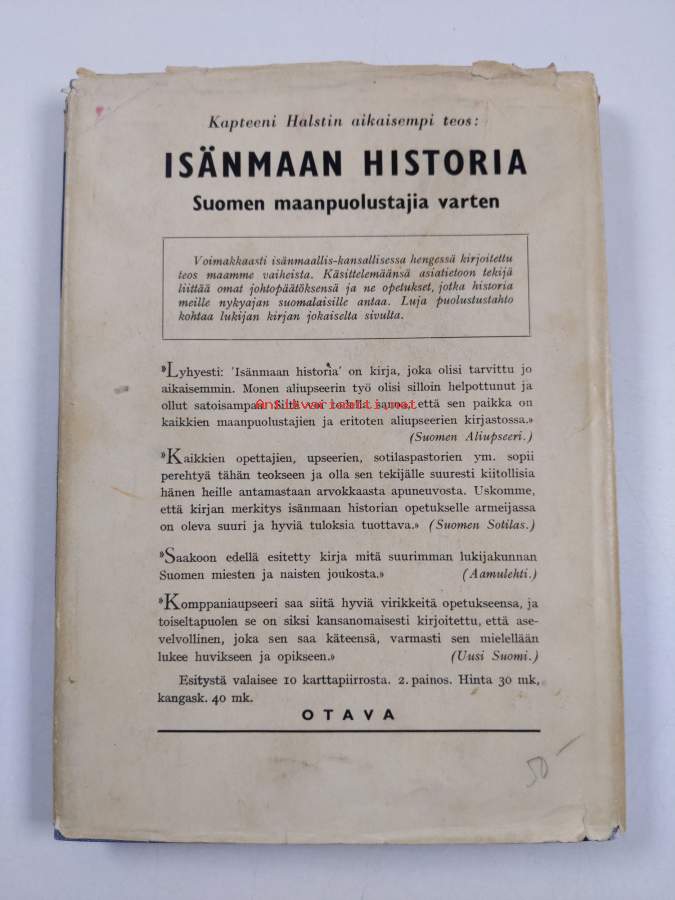 Kapteeni Halstin aikaisempi teos:
ISÄNMAAN HISTORIA
Suomen maanpuolustajia varten
Voimakkaasti isänmaallis-kansallisessa hengessä kirjoitettu
teos maamme vaiheista. Käsittelemäänsä asiatietoon tekijä
liittää omat johtopäätöksensä ja ne opetukset, jotka historia
meille nykyajan suomalaisille antaa. Luja puolustustahto
kohtaa lukijan kirjan jokaiselta sivulta.
»Lyhyesti: 'Isänmaan historia' on kirja, joka olisi tarvittu jo
aikaisemmin. Monen aliupseerin työ olisi silloin helpottunut ja
ollut satoisampaa. on sanoa, että sen paikka on
kaikkien maanpuolustajien ja eritoten aliupseerien kirjastossa.»
(Suomen Aliupseeri.)
»Kaikkien opettajien, upseerien, sotilaspastorien ym. sopii
perehtyä tähän teokseen ja olla sen tekijälle suuresti kiitollisia
hänen heille antamastaan arvokkaasta apuneuvosta. Uskomme,
että kirjan merkitys isänmaan historian opetukselle armeijassa
on oleva suuri ja hyviä tuloksia tuottava.» (Suomen Sotilas.)
»Saakoon edellä esitetty kirja mitä suurimman lukijakunnan
Suomen miesten ja naisten joukosta.» (Aamulehti.)
»Komppaniaupseeri saa siitä hyviä virikkeitä opetukseensa, ja
toiseltapuolen se on siksi kansanomaisesti kirjoitettu, että ase-
velvollinen, joka sen saa käteensä, varmasti sen mielellään
lukee huvikseen ja opikseen.» (Uusi Suomi.)
Esitystä valaisee 10 karttapiirrosta. 2. painos. Hinta 30 mk,
kangask. 40 mk.
OTAVA
50 —